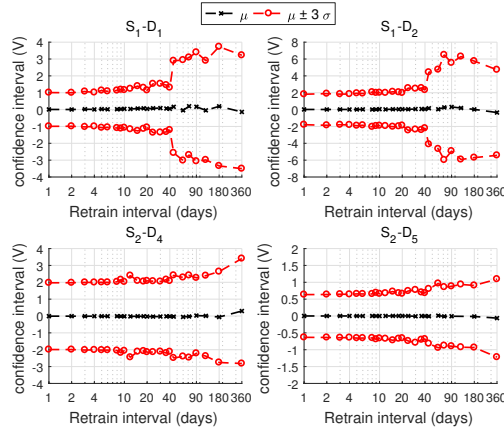 μ μ ± 3 σ
S1-D1
confidence interval (V)
4
3
2
1
0
-1
-2
-3
-4
1 2 4 10 20 40 90 180 360
Retrain interval (days)
S1-D2
confidence interval (V)
8
6
4
2
0
-2
-4
-6
-8
1 2 4 10 20 40 90 180 360
Retrain interval (days)
S2-D4
confidence interval (V)
4
3
2
1
0
-1
-2
-3
-4
1 2 4 10 20 40 90 180 360
Retrain interval (days)
S2-D5
confidence interval (V)
2
1.5
1
0.5
0
-0.5
-1
-1.5
-2
1 2 4 10 20 40 90 180 360
Retrain interval (days)